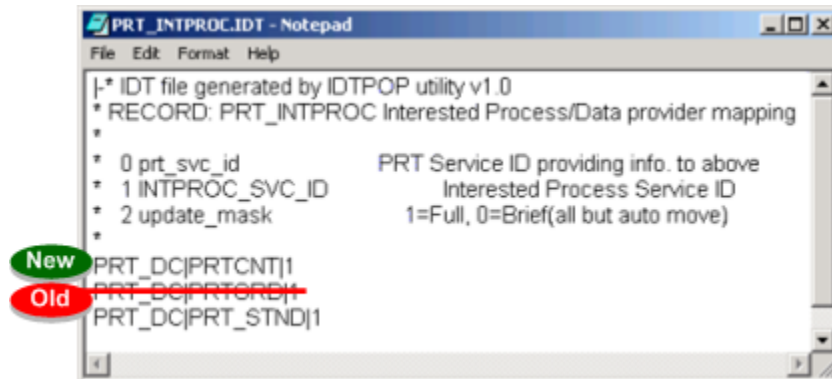 PRT_INTPROC.IDT - Notepad
File Edit Format Help
|-* IDT file generated by IDTPOP utility v1.0
* RECORD: PRT_INTPROC Interested Process/Data provider mapping
*
* 0 prt_svc_id PRT Service ID providing info. to above
* 1 INTPROC_SVC_ID Interested Process Service ID
* 2 update_mask 1=Full, 0=Brief(all but auto move)
*
New PRT_DC|PRTCNT|1
Old PRT_DC|PRTORD|1
PRT_DC|PRT_STND|1